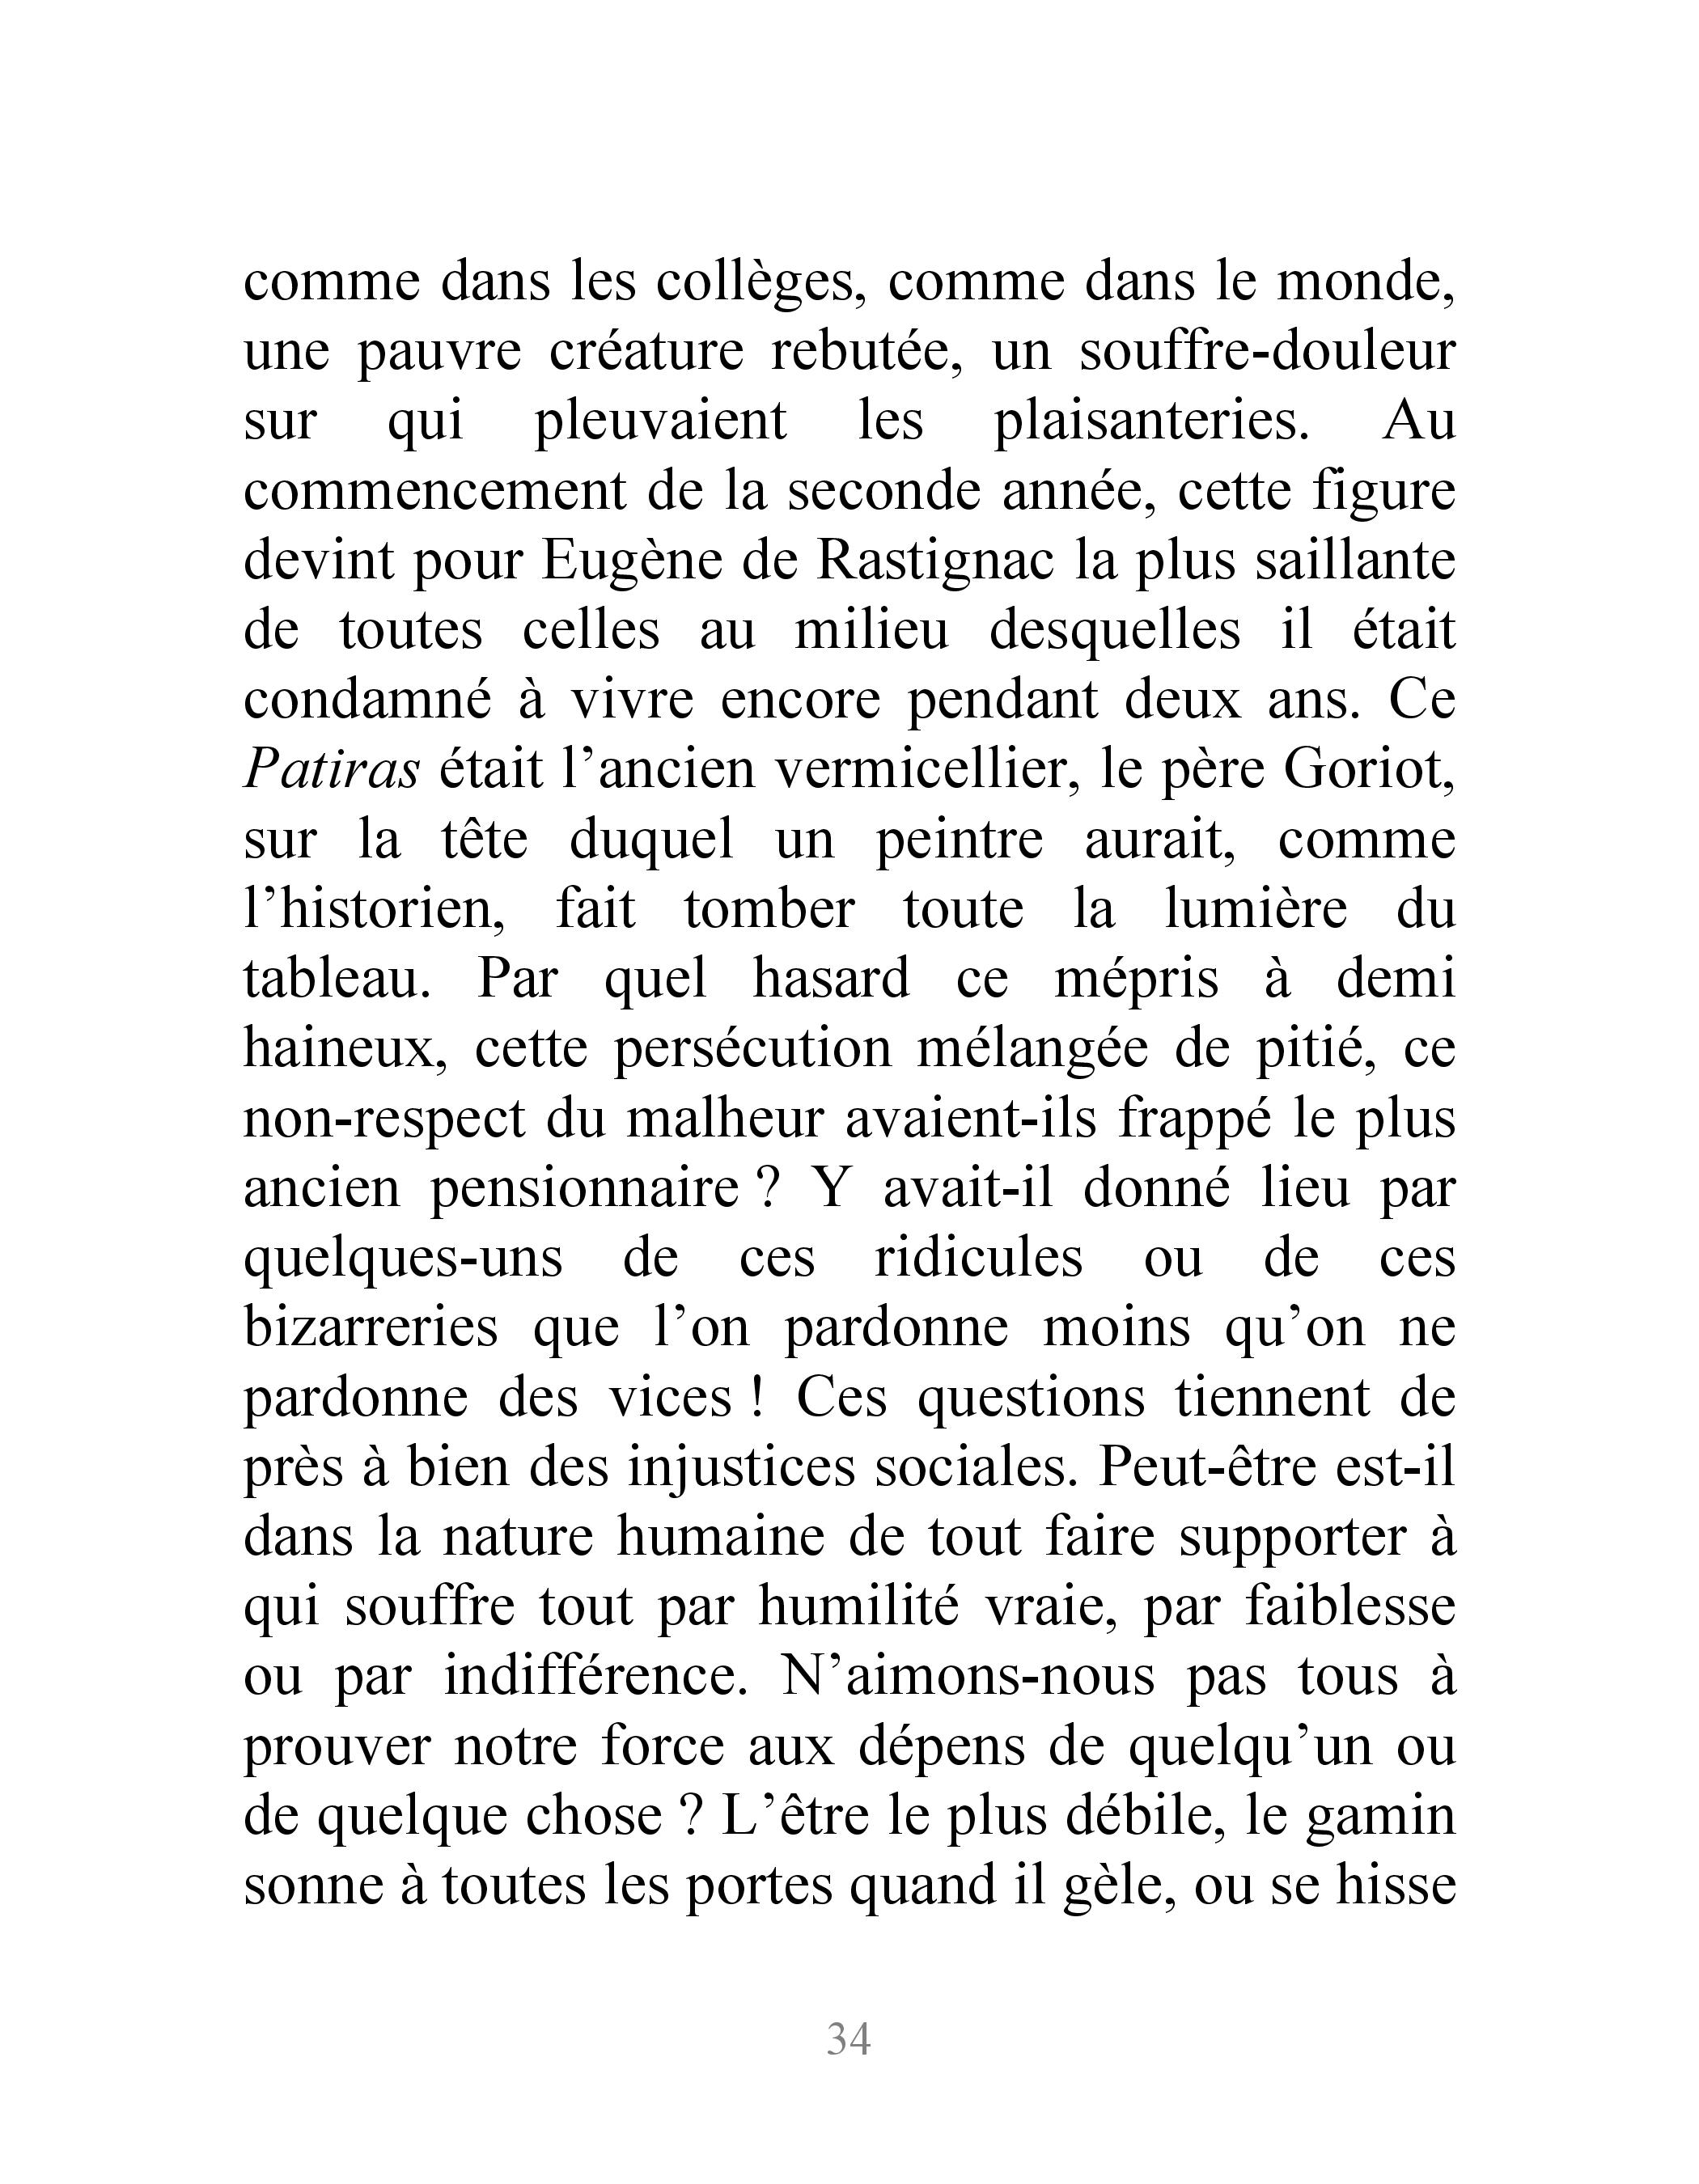 comme dans les collèges, comme dans le monde,
une pauvre créature rebutée, un souffre-douleur
sur qui pleuvaient les plaisanteries. Au
commencement de la seconde année, cette figure
devint pour Eugène de Rastignac la plus saillante
de toutes celles au milieu desquelles il était
condamné à vivre encore pendant deux ans. Ce
Patiras était l’ancien vermicellier, le père Goriot,
sur la tête duquel un peintre aurait, comme
l’historien, fait tomber toute la lumière du
tableau. Par quel hasard ce mépris à demi
haineux, cette persécution mélangée de pitié, ce
non-respect du malheur avaient-ils frappé le plus
ancien pensionnaire ? Y avait-il donné lieu par
quelques-uns de ces ridicules ou de ces
bizarreries que l’on pardonne moins qu’on ne
pardonne des vices ! Ces questions tiennent de
près à bien des injustices sociales. Peut-être est-il
dans la nature humaine de tout faire supporter à
qui souffre tout par humilité vraie, par faiblesse
ou par indifférence. N’aimons-nous pas tous à
prouver notre force aux dépens de quelqu’un ou
de quelque chose ? L’être le plus débile, le gamin
sonne à toutes les portes quand il gèle, ou se hisse
34